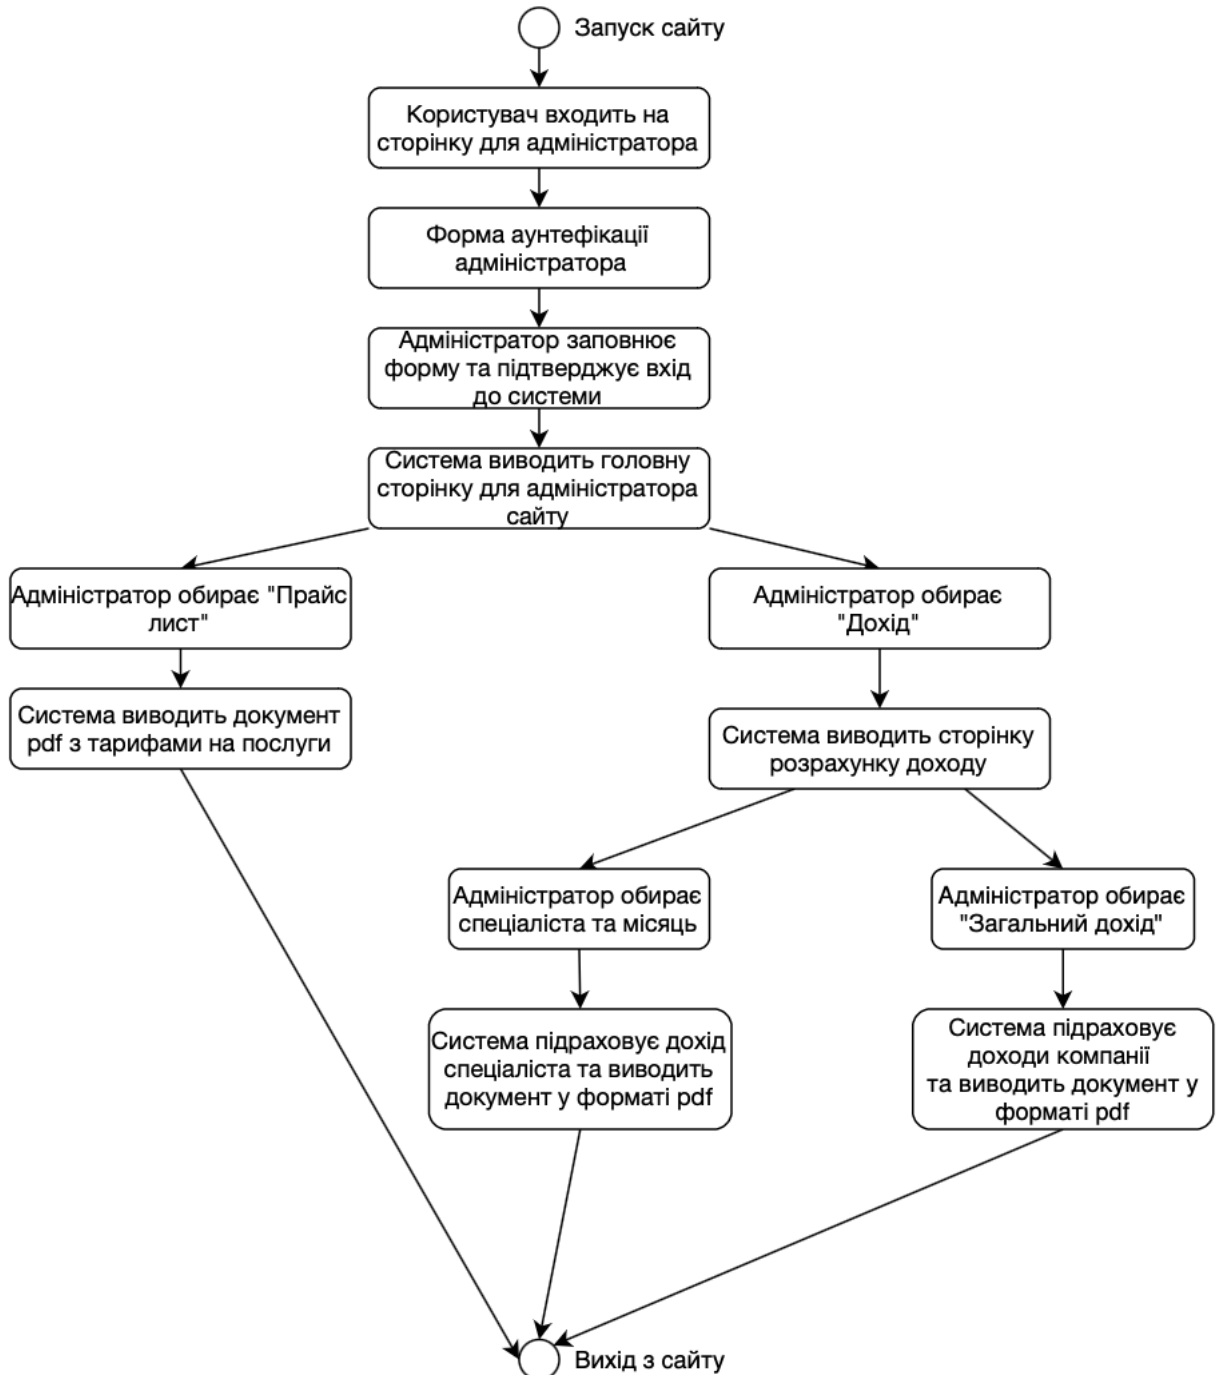 Запуск сайту
Користувач входить на
сторінку для адміністратора
Форма аунтефікації
адміністратора
Адміністратор заповнює
форму та підтверджує вхід
до системи
Система виводить головну
сторінку для адміністратора
сайту
Адміністратор обирає "Прайс
лист"
Адміністратор обирає
"Дохід"
Система виводить документ
pdf з тарифами на послуги
Система виводить сторінку
розрахунку доходу
Адміністратор обирає
спеціаліста та місяць
Адміністратор обирає
"Загальний дохід"
Система підраховує дохід
спеціаліста та виводить
документ у форматі pdf
Система підраховує
доходи компанії
та виводить документ у
форматі pdf
Вихід з сайту